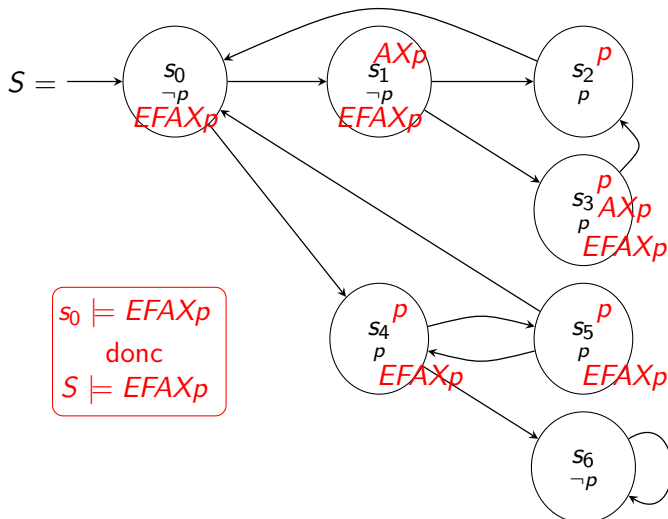 S = s0 ¬p EFAXp
s1 AXp ¬p EFAXp
s2 p p
s3 p p AXp EFAXp
s0 ⊨ EFAXp
donc
S ⊨ EFAXp
s4 p p EFAXp
s5 p p EFAXp
s6 ¬p